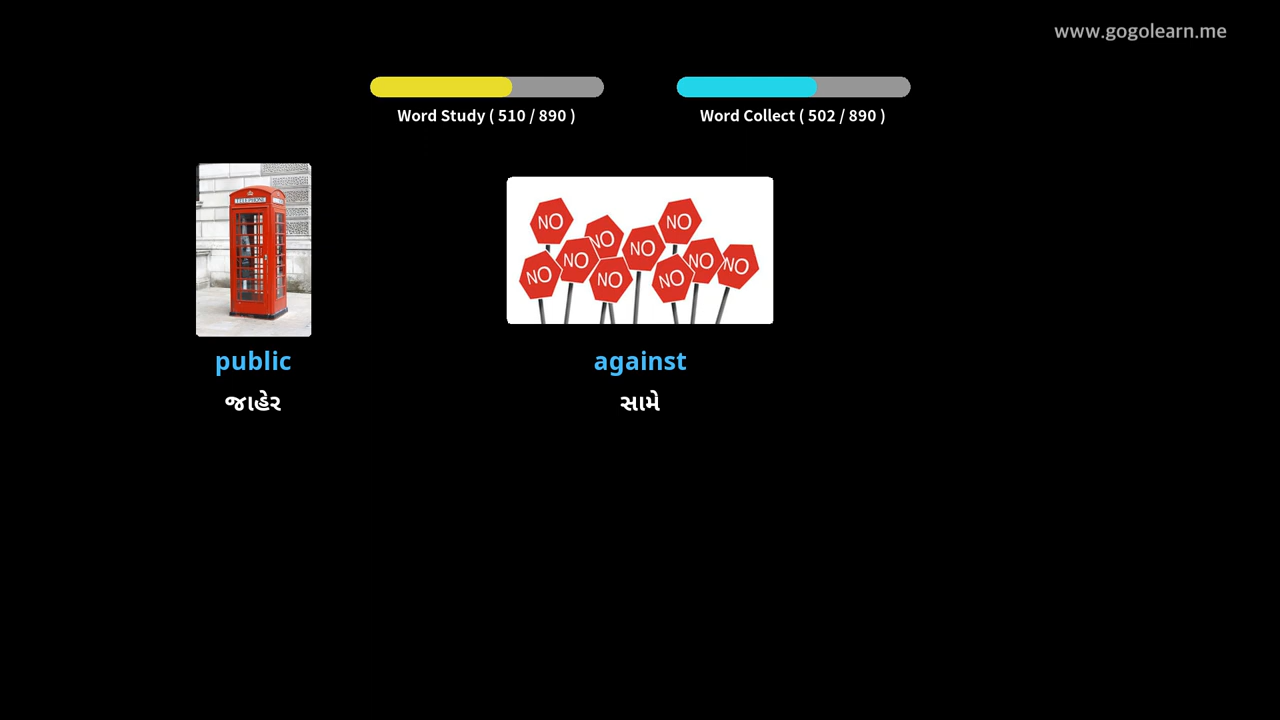 www.gogolearn.me
Word Study ( 510 / 890 )
Word Collect ( 502 / 890 )
TELEPHONE
NO
NO
NO
NO
NO
NO
NO
NO
NO
NO
public
against
જાહેર
સામે